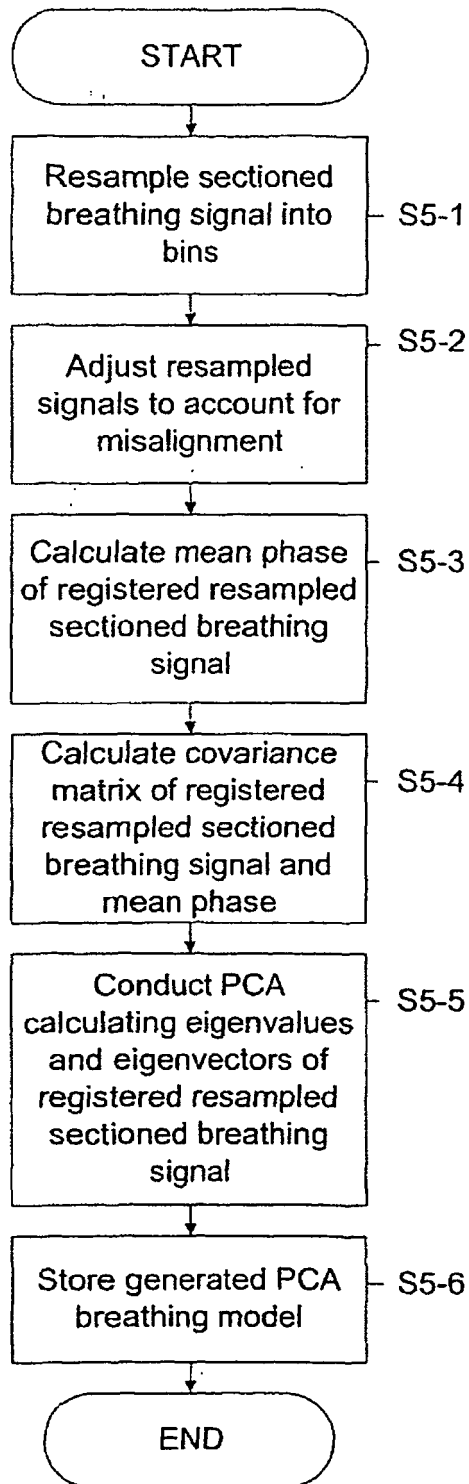 START
Resample sectioned
breathing signal into
bins
S5-1
Adjust resampled
signals to account for
misalignment
S5-2
Calculate mean phase
of registered resampled
sectioned breathing
signal
S5-3
Calculate covariance
matrix of registered
resampled sectioned
breathing signal and
mean phase
S5-4
Conduct PCA
calculating eigenvalues
and eigenvectors of
registered resampled
sectioned breathing
signal
S5-5
Store generated PCA
breathing model
S5-6
END